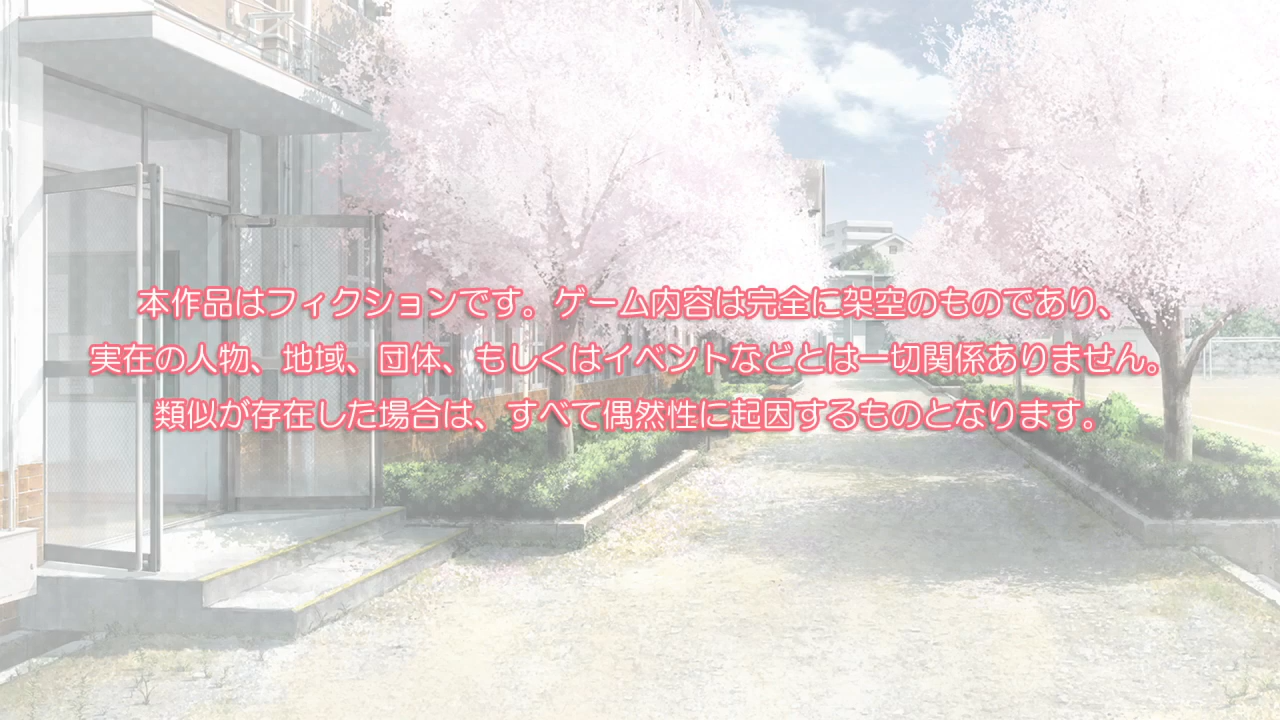 本作品はフィクションです。ゲーム内容は完全に架空のものであり、
実在の人物、地域、団体、もしくはイベントなどとは一切関係ありません。
類似が存在した場合は、すべて偶然性に起因するものとなります。